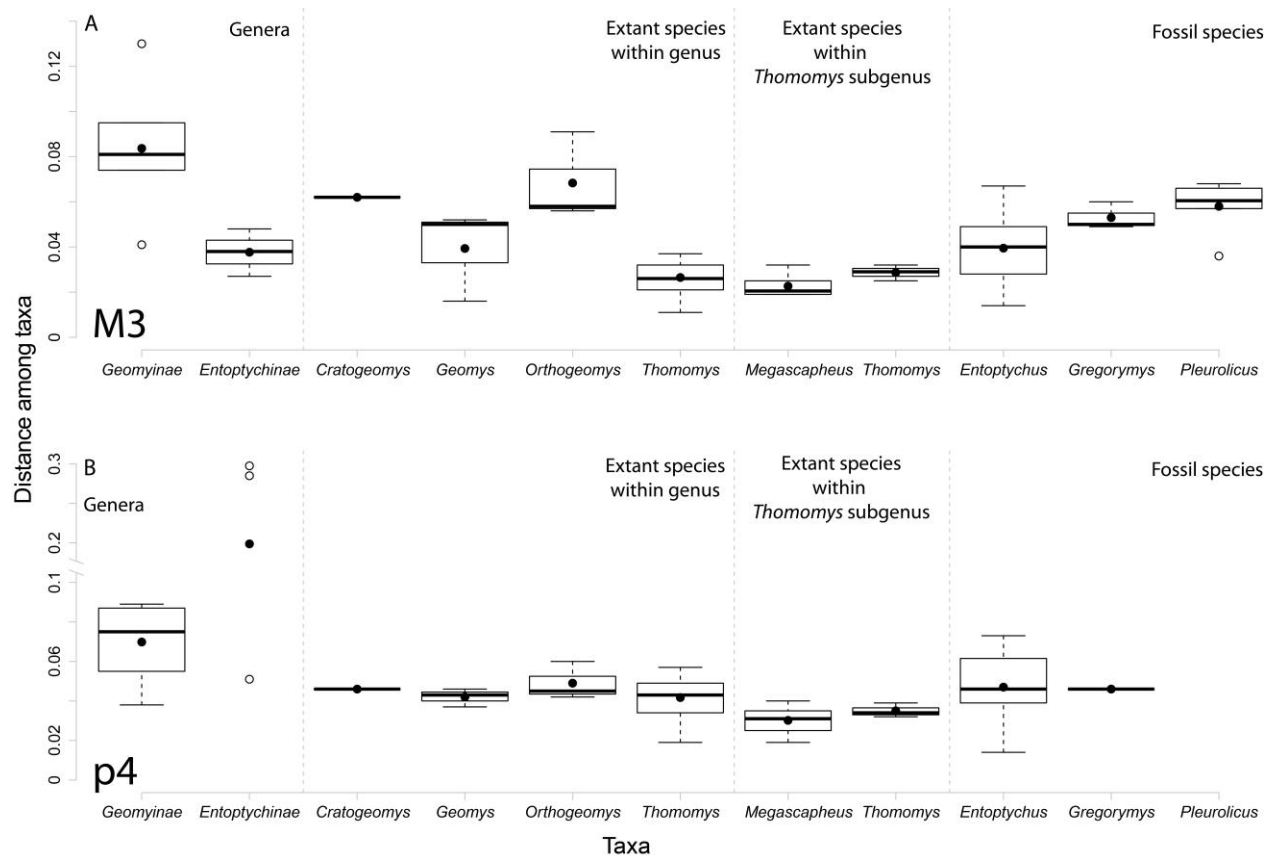 A
Genera
Extant species
within genus
Extant species
within
Thomomys subgenus
Fossil species
0.12
0.08
0.04
0
M3
Geomyinae Entoptychinae Cratogeomys Geomys Orthogeomys Thomomys Megascapheus Thomomys Entoptychus Gregorymys Pleurolicus
Distance among taxa
B
Genera
Extant species
within genus
Extant species
within
Thomomys subgenus
Fossil species
0.3
0.2
0.1
0.06
0.02
0
p4
Geomyinae Entoptychinae Cratogeomys Geomys Orthogeomys Thomomys Megascapheus Thomomys Entoptychus Gregorymys Pleurolicus
Taxa